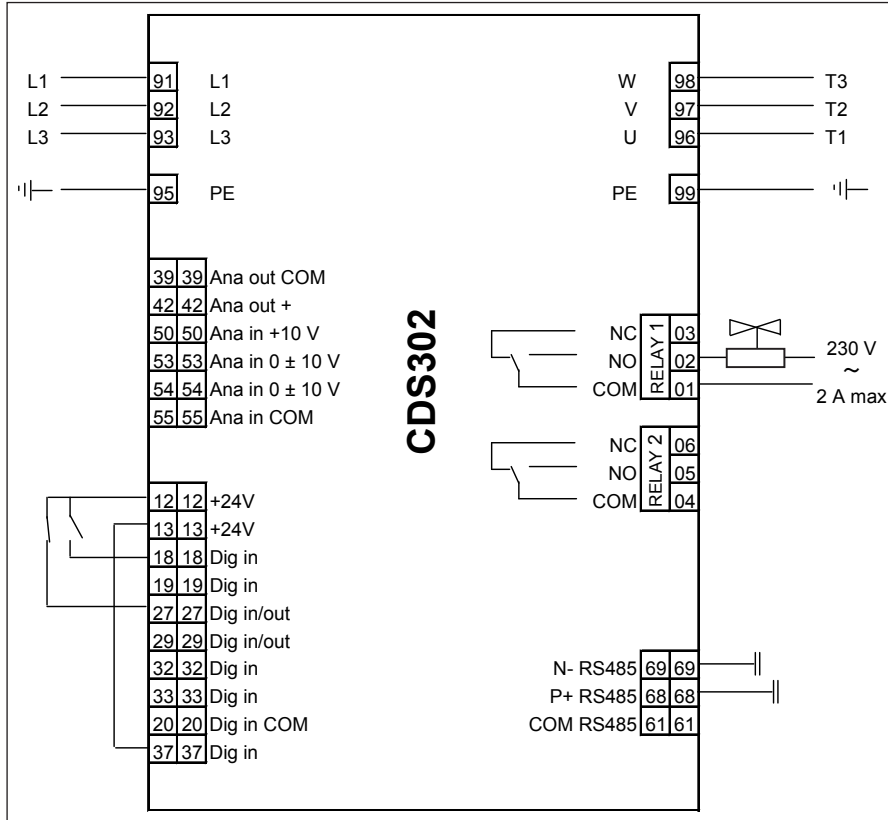 L1 91 L1 W 98 T3
L2 92 L2 V 97 T2
L3 93 L3 U 96 T1
95 PE PE 99
39 39 Ana out COM
42 42 Ana out +
50 50 Ana in +10 V
53 53 Ana in 0 ± 10 V
54 54 Ana in 0 ± 10 V
55 55 Ana in COM
CDS302
NC 03
NO 02
COM 01
RELAY 1
230 V
~
2 A max
NC 06
NO 05
COM 04
RELAY 2
12 12 +24V
13 13 +24V
18 18 Dig in
19 19 Dig in
27 27 Dig in/out
29 29 Dig in/out
32 32 Dig in
33 33 Dig in
20 20 Dig in COM
37 37 Dig in
N- RS485 69 69
P+ RS485 68 68
COM RS485 61 61